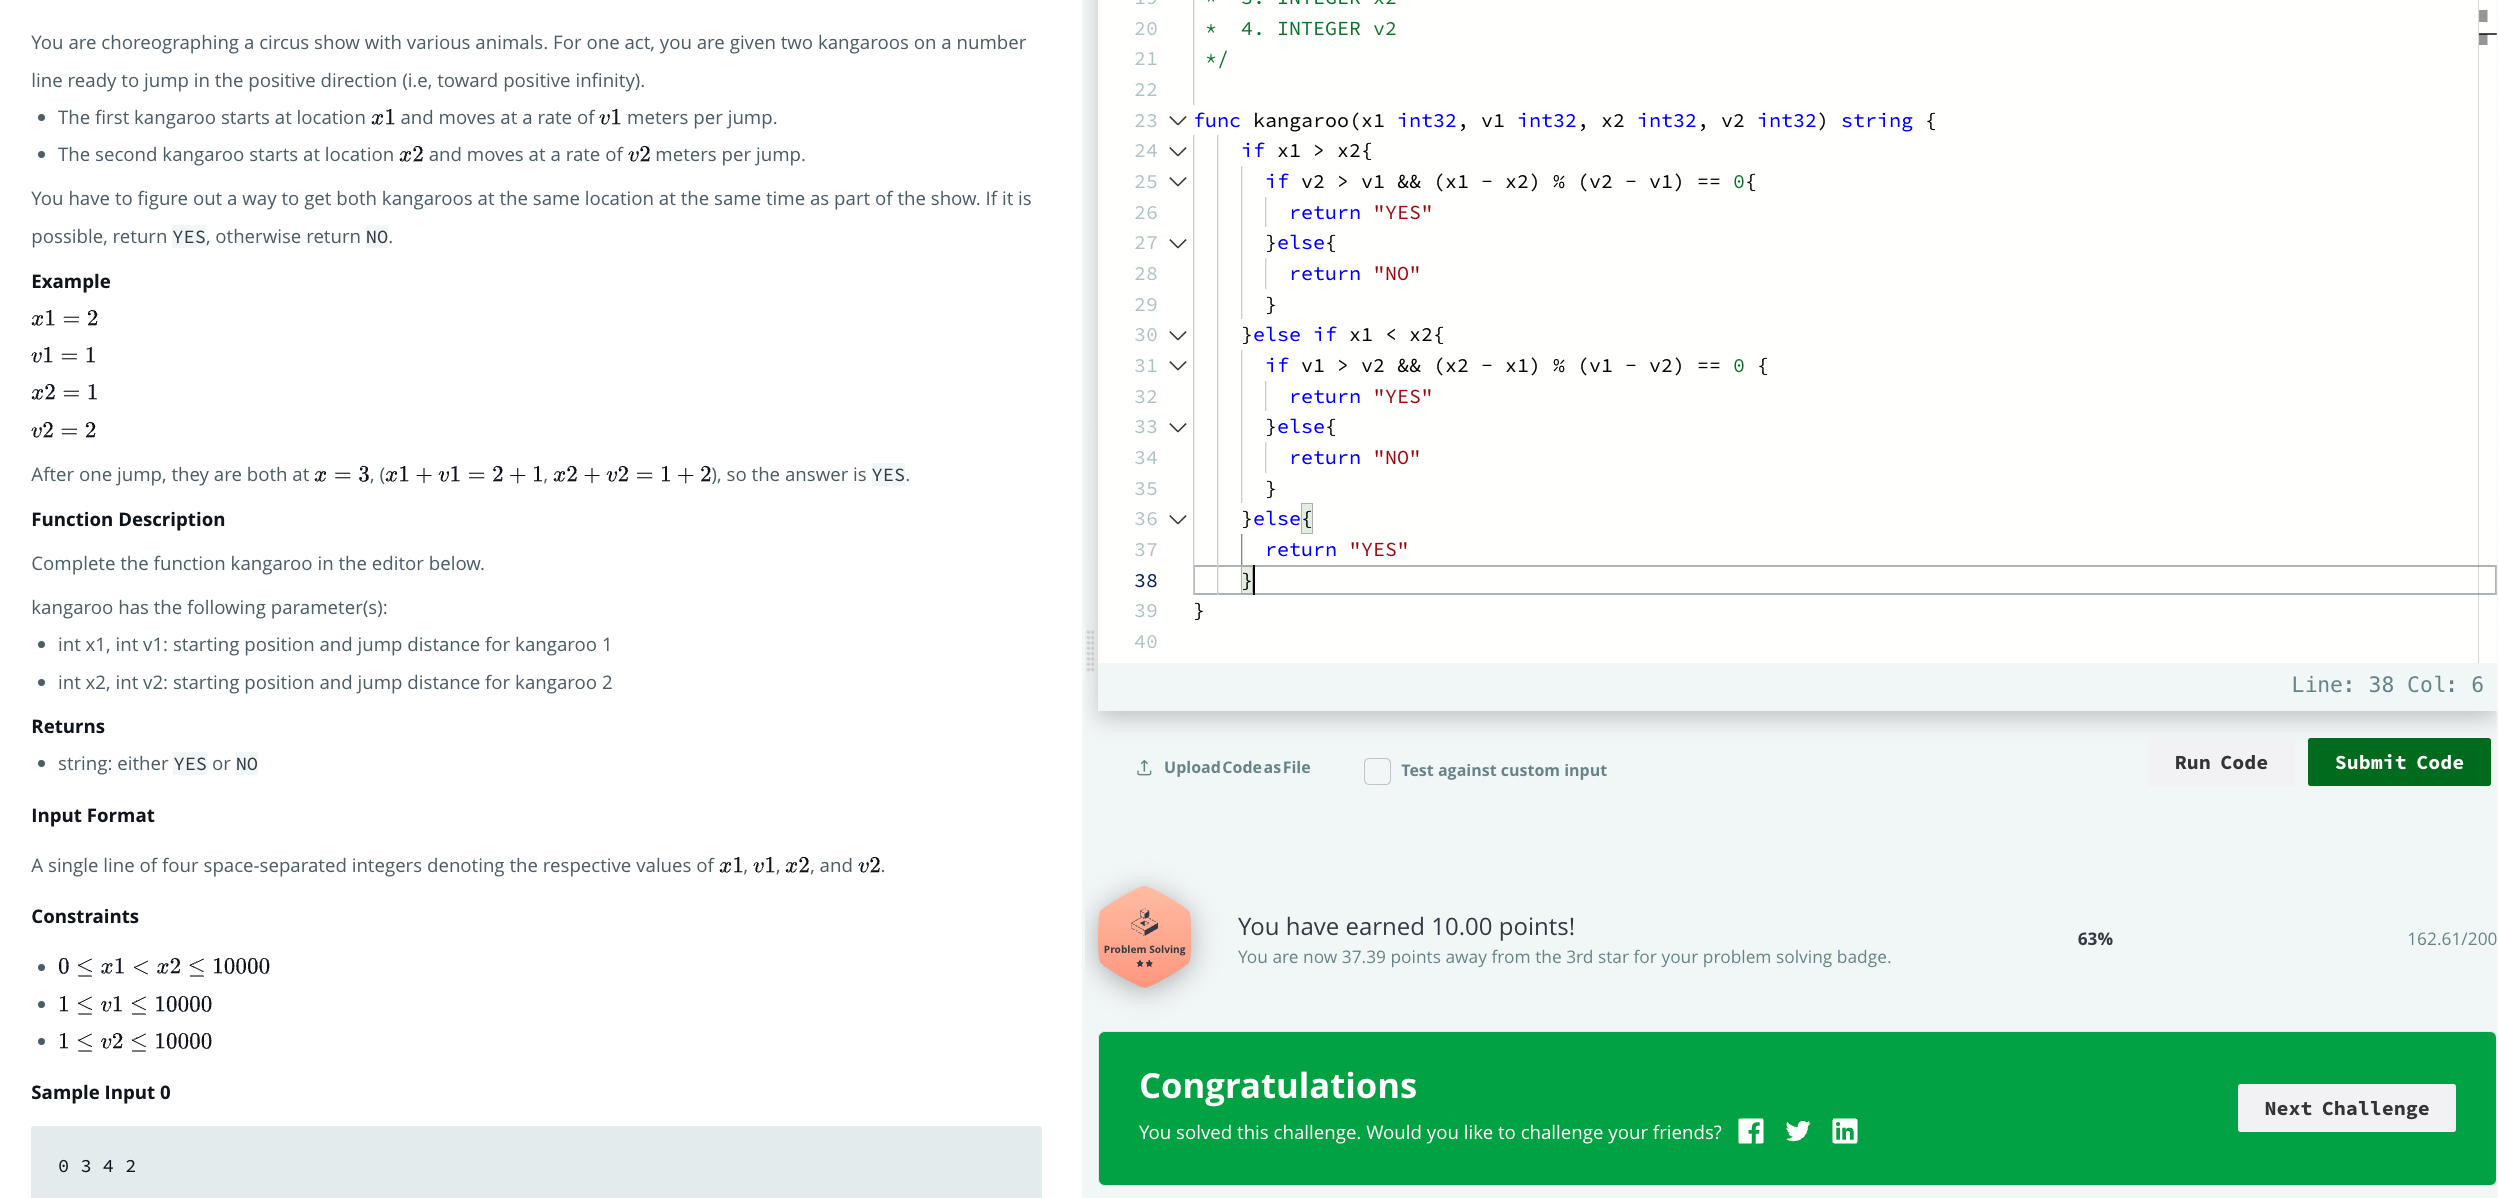 You are choreographing a circus show with various animals. For one act, you are given two kangaroos on a number
line ready to jump in the positive direction (i.e, toward positive infinity).
• The first kangaroo starts at location x1 and moves at a rate of v1 meters per jump.
• The second kangaroo starts at location x2 and moves at a rate of v2 meters per jump.
You have to figure out a way to get both kangaroos at the same location at the same time as part of the show. If it is
possible, return YES, otherwise return NO.
Example
x1 = 2
v1 = 1
x2 = 1
v2 = 2
After one jump, they are both at x = 3, (x1 + v1 = 2 + 1, x2 + v2 = 1 + 2), so the answer is YES.
Function Description
Complete the function kangaroo in the editor below.
kangaroo has the following parameter(s):
• int x1, int v1: starting position and jump distance for kangaroo 1
• int x2, int v2: starting position and jump distance for kangaroo 2
Returns
• string: either YES or NO
Input Format
A single line of four space-separated integers denoting the respective values of x1, v1, x2, and v2.
Constraints
• 0 ≤ x1 < x2 ≤ 10000
• 1 ≤ v1 ≤ 10000
• 1 ≤ v2 ≤ 10000
Sample Input 0
0 3 4 2
19 * 3. INTEGER x2
20 * 4. INTEGER v2
21 */
22
23 func kangaroo(x1 int32, v1 int32, x2 int32, v2 int32) string {
24 if x1 > x2{
25 if v2 > v1 && (x1 - x2) % (v2 - v1) == 0{
26 return "YES"
27 }else{
28 return "NO"
29 }
30 }else if x1 < x2{
31 if v1 > v2 && (x2 - x1) % (v1 - v2) == 0 {
32 return "YES"
33 }else{
34 return "NO"
35 }
36 }else{
37 return "YES"
38 }
39 }
40
Line: 38 Col: 6
Upload Code as File
Test against custom input
Run Code
Submit Code
Problem Solving
You have earned 10.00 points!
You are now 37.39 points away from the 3rd star for your problem solving badge.
63%
162.61/200
Congratulations
You solved this challenge. Would you like to challenge your friends?
Next Challenge